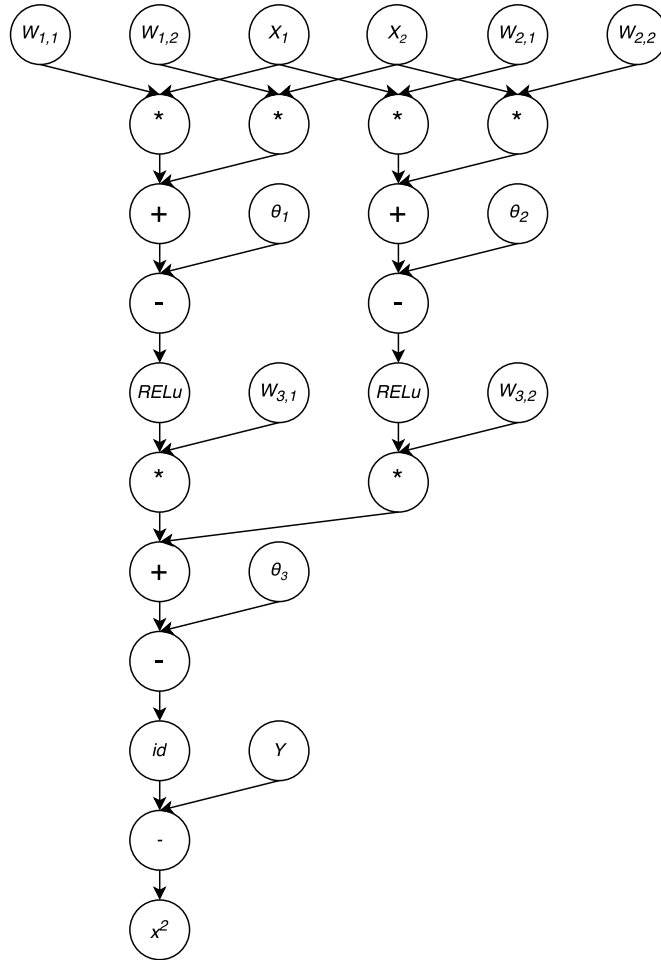 W1,1 W1,2 X1 X2 W2,1 W2,2
* * * *
+ θ1 + θ2
- -
RELu W3,1 RELu W3,2
* *
+ θ3
-
id Y
-
x²